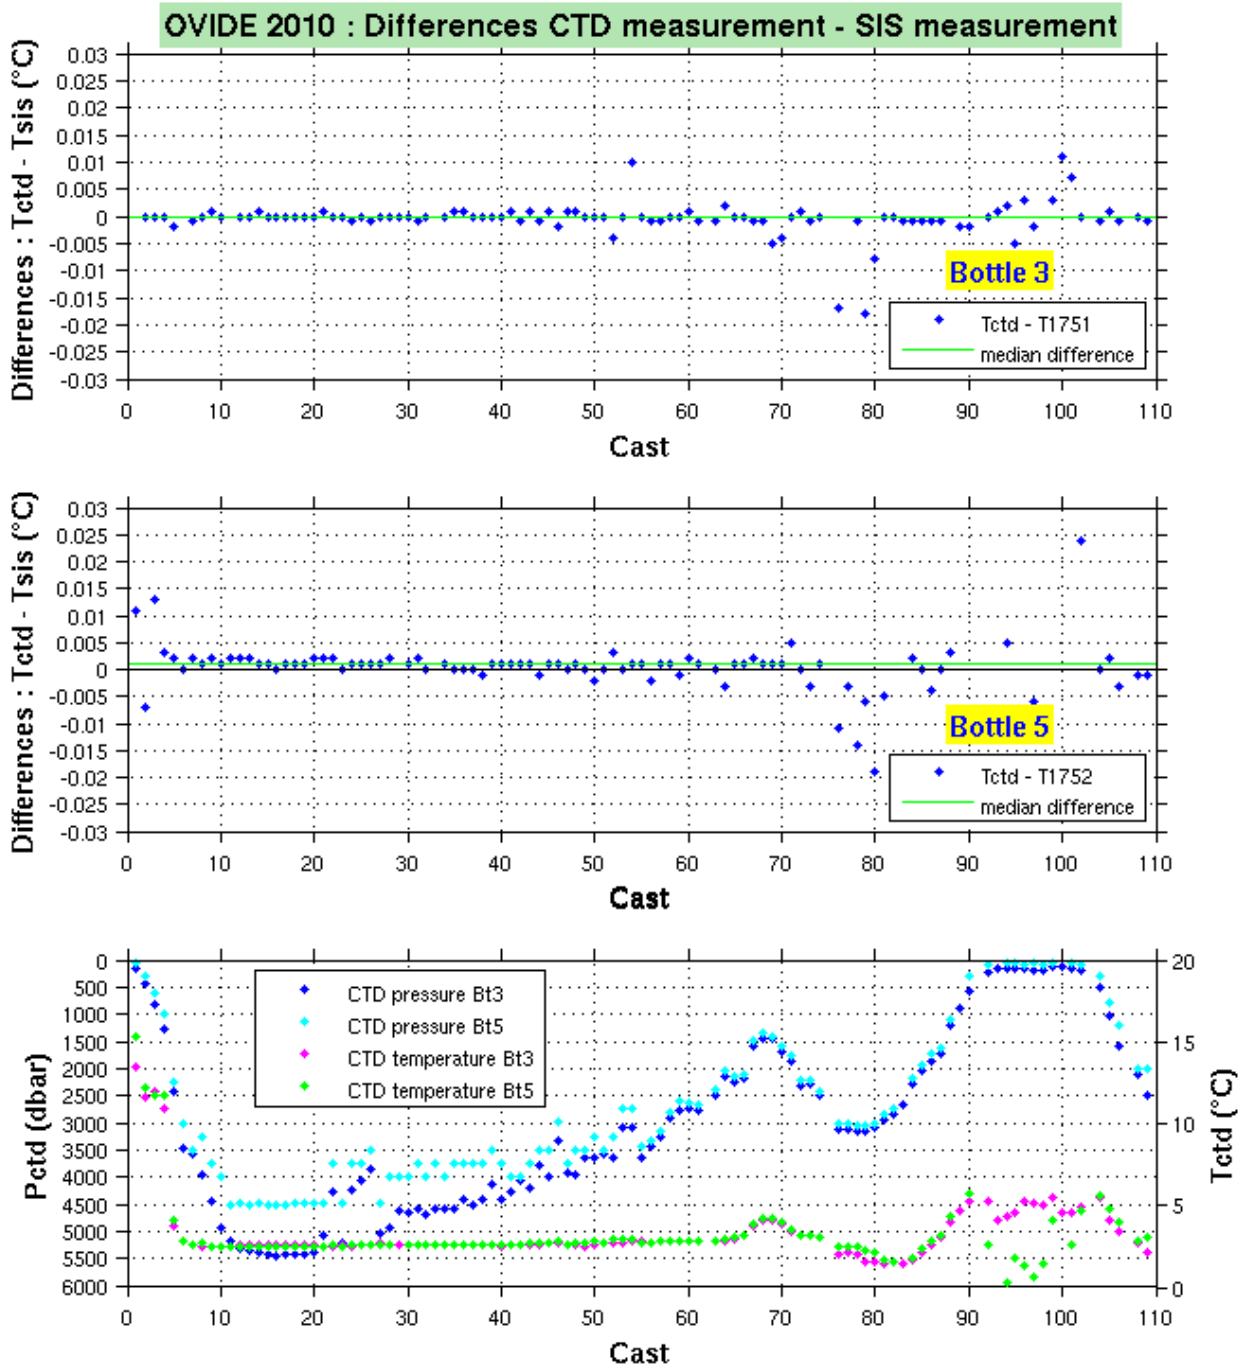 OVIDE 2010 : Differences CTD measurement - SIS measurement
Differences : Tctd - Tsis (°C)
0.03
0.025
0.02
0.015
0.01
0.005
0
-0.005
-0.01
-0.015
-0.02
-0.025
-0.03
Bottle 3
Tctd - T1751
median difference
0 10 20 30 40 50 60 70 80 90 100 110
Cast
Differences : Tctd - Tsis (°C)
0.03
0.025
0.02
0.015
0.01
0.005
0
-0.005
-0.01
-0.015
-0.02
-0.025
-0.03
Bottle 5
Tctd - T1752
median difference
0 10 20 30 40 50 60 70 80 90 100 110
Cast
Pctd (dbar)
0
500
1000
1500
2000
2500
3000
3500
4000
4500
5000
5500
6000
CTD pressure Bt3
CTD pressure Bt5
CTD temperature Bt3
CTD temperature Bt5
20
15
10
5
0
Tctd (°C)
0 10 20 30 40 50 60 70 80 90 100 110
Cast